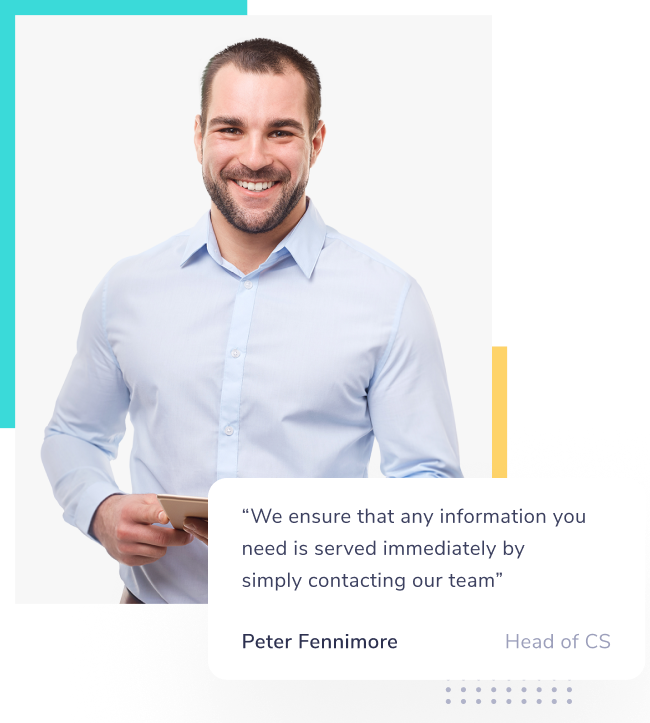 “We ensure that any information you
need is served immediately by
simply contacting our team”
Peter Fennimore Head of CS